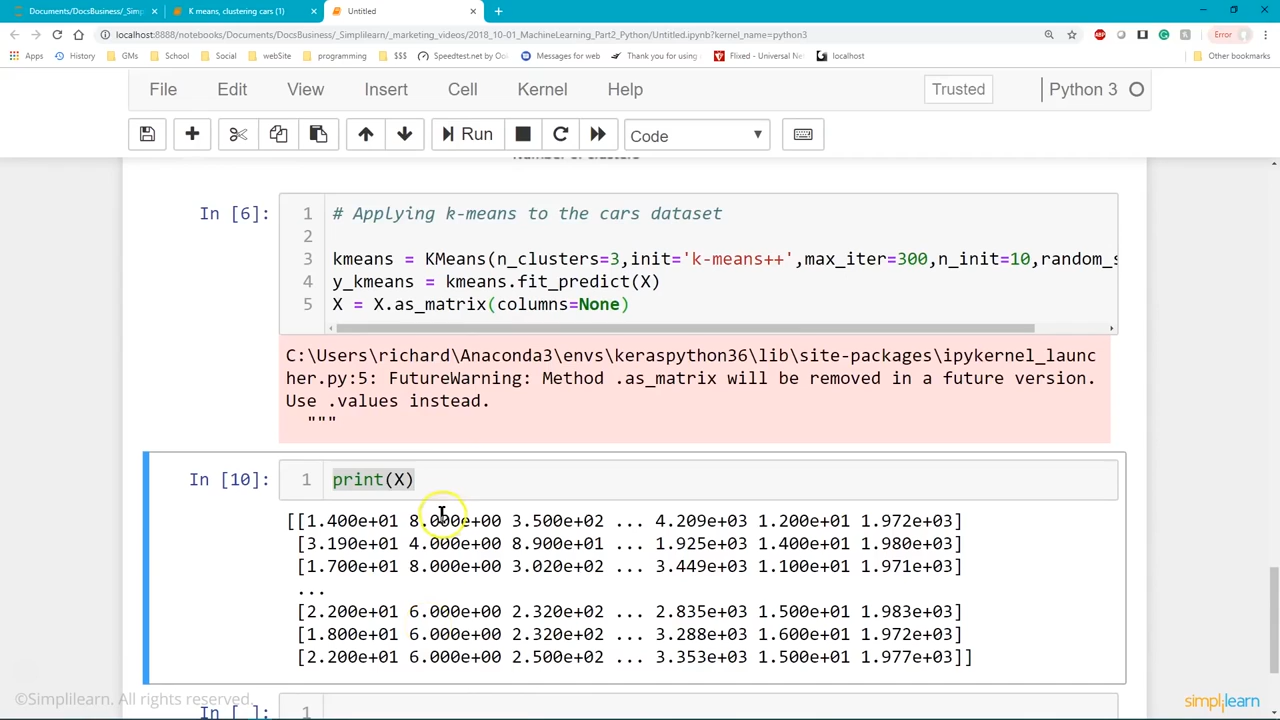 Documents/DocsBusiness/_Simp
K means, clustering cars (1)
Untitled
localhost:8888/notebooks/Documents/DocsBusiness/_Simplilearn/_marketing_videos/2018_10-01_MachineLearning_Part2_Python/Untitled.ipynb?kernel_name=python3
Error
Apps
History
GMs
School
Social
webSite
programming
$$$
Speedtest.net by Oo
Messages for web
Thank you for using
Flixed - Universal Ne
localhost
Other bookmarks
File Edit View Insert Cell Kernel Help Trusted Python 3
Run Code
Number of clusters
In [6]:
1 # Applying k-means to the cars dataset
2
3 kmeans = KMeans(n_clusters=3,init='k-means++',max_iter=300,n_init=10,random_s
4 y_kmeans = kmeans.fit_predict(X)
5 X = X.as_matrix(columns=None)
C:\Users\richard\Anaconda3\envs\keraspython36\lib\site-packages\ipykernel_launc
her.py:5: FutureWarning: Method .as_matrix will be removed in a future version.
Use .values instead.
"""
In [10]:
1 print(X)
[[1.400e+01 8.000e+00 3.500e+02 ... 4.209e+03 1.200e+01 1.972e+03]
[3.190e+01 4.000e+00 8.900e+01 ... 1.925e+03 1.400e+01 1.980e+03]
[1.700e+01 8.000e+00 3.020e+02 ... 3.449e+03 1.100e+01 1.971e+03]
...
[2.200e+01 6.000e+00 2.320e+02 ... 2.835e+03 1.500e+01 1.983e+03]
[1.800e+01 6.000e+00 2.320e+02 ... 3.288e+03 1.600e+01 1.972e+03]
[2.200e+01 6.000e+00 2.500e+02 ... 3.353e+03 1.500e+01 1.977e+03]]
©Simplilearn. All rights reserved.
simplilearn
In [ ]:
1